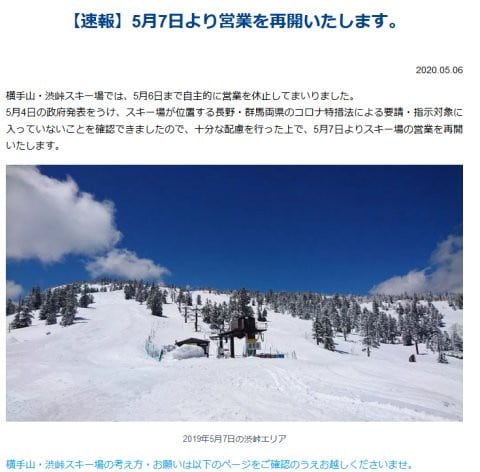 【速報】5月7日より営業を再開いたします。
2020.05.06
横手山・渋峠スキー場では、5月6日まで自主的に営業を休止してまいりました。
5月4日の政府発表をうけ、スキー場が位置する長野・群馬両県のコロナ特措法による要請・指示対象に
入っていないことを確認できましたので、十分な配慮を行った上で、5月7日よりスキー場の営業を再開
いたします。
2019年5月7日の渋峠エリア
横手山・渋峠スキー場の考え方・お願いは以下のページをご確認のうえお越しくださいませ。